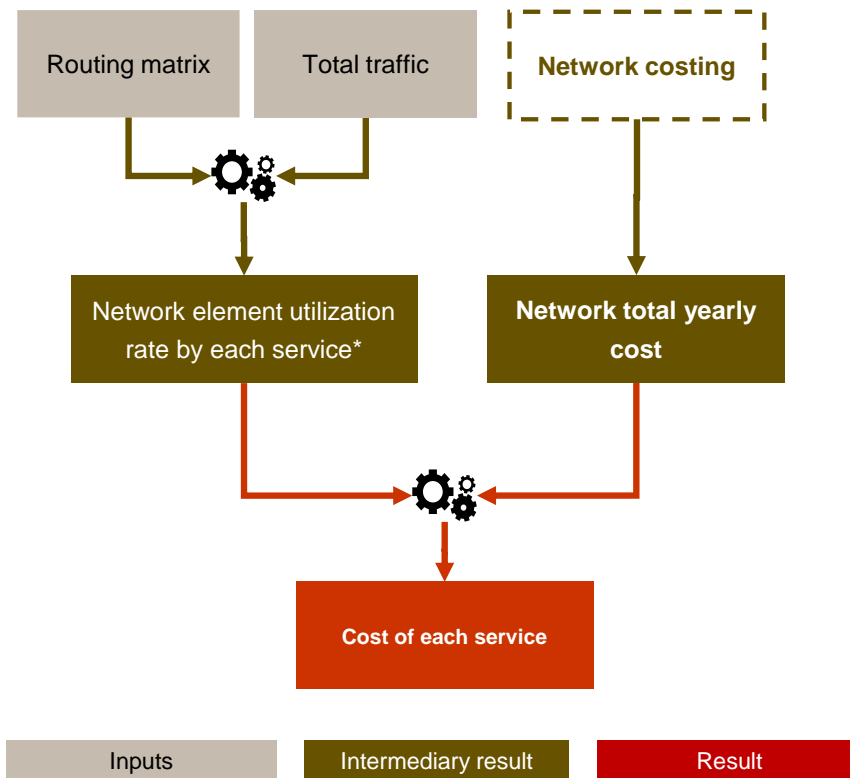 Routing matrix
Total traffic
Network costing
Network element utilization
rate by each service*
Network total yearly
cost
Cost of each service
Inputs
Intermediary result
Result